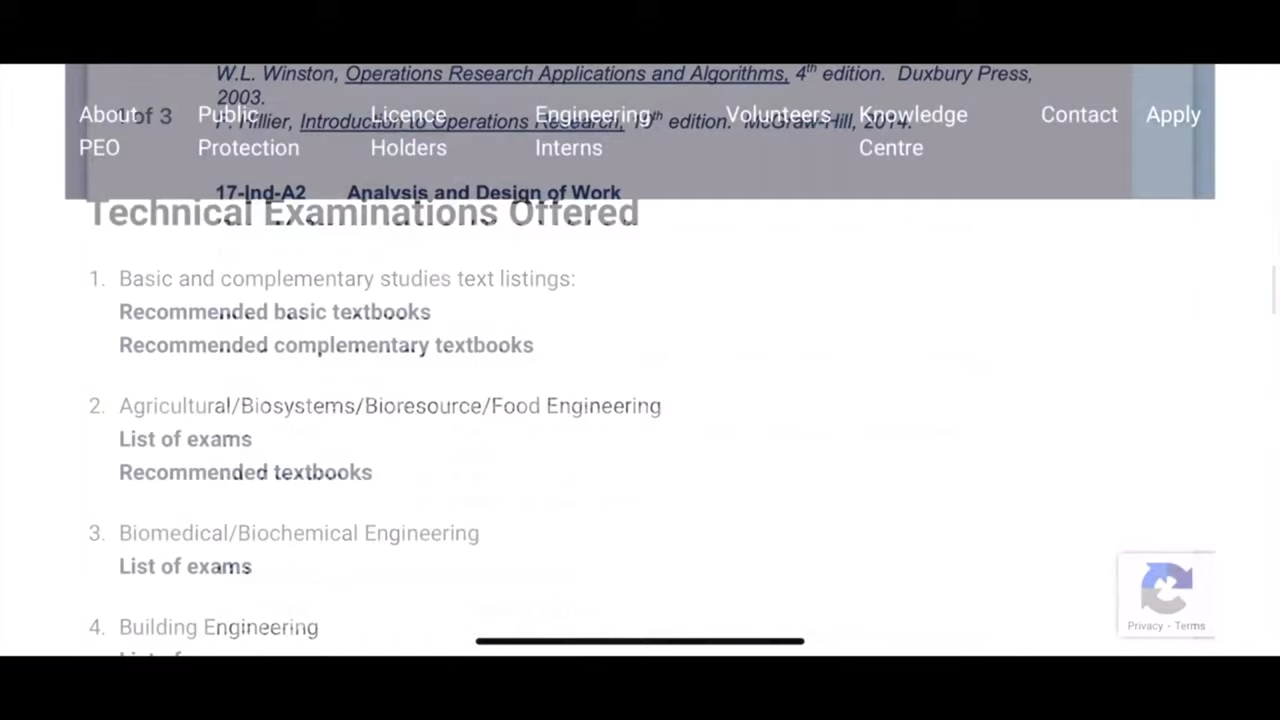 W.L. Winston, Operations Research Applications and Algorithms, 4th edition. Duxbury Press,
2003.
1 of 3
F. Hillier, Introduction to Operations Research, edition. McGraw-Hill, 2014.
About PEO
Public Protection
Licence Holders
Engineering Interns
Volunteers
Knowledge Centre
Contact
Apply
17-Ind-A2 Analysis and Design of Work
Technical Examinations Offered
1. Basic and complementary studies text listings:
Recommended basic textbooks
Recommended complementary textbooks
2. Agricultural/Biosystems/Bioresource/Food Engineering
List of exams
Recommended textbooks
3. Biomedical/Biochemical Engineering
List of exams
4. Building Engineering
Privacy - Terms